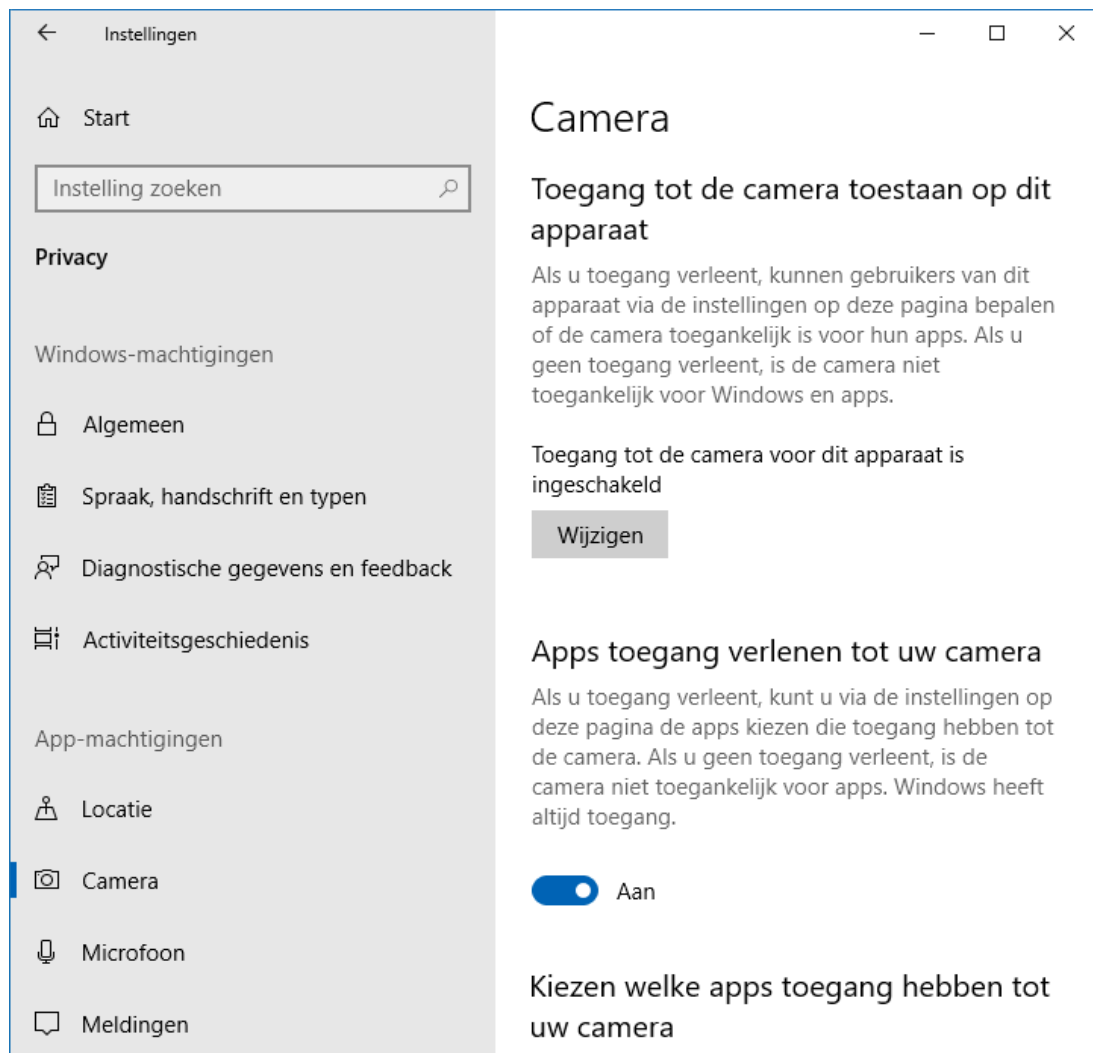 Instellingen
Start
Instelling zoeken
Privacy
Windows-machtigingen
Algemeen
Spraak, handschrift en typen
Diagnostische gegevens en feedback
Activiteitsgeschiedenis
App-machtigingen
Locatie
Camera
Microfoon
Meldingen
Camera
Toegang tot de camera toestaan op dit
apparaat
Als u toegang verleent, kunnen gebruikers van dit
apparaat via de instellingen op deze pagina bepalen
of de camera toegankelijk is voor hun apps. Als u
geen toegang verleent, is de camera niet
toegankelijk voor Windows en apps.
Toegang tot de camera voor dit apparaat is
ingeschakeld
Wijzigen
Apps toegang verlenen tot uw camera
Als u toegang verleent, kunt u via de instellingen op
deze pagina de apps kiezen die toegang hebben tot
de camera. Als u geen toegang verleent, is de
camera niet toegankelijk voor apps. Windows heeft
altijd toegang.
Aan
Kiezen welke apps toegang hebben tot
uw camera